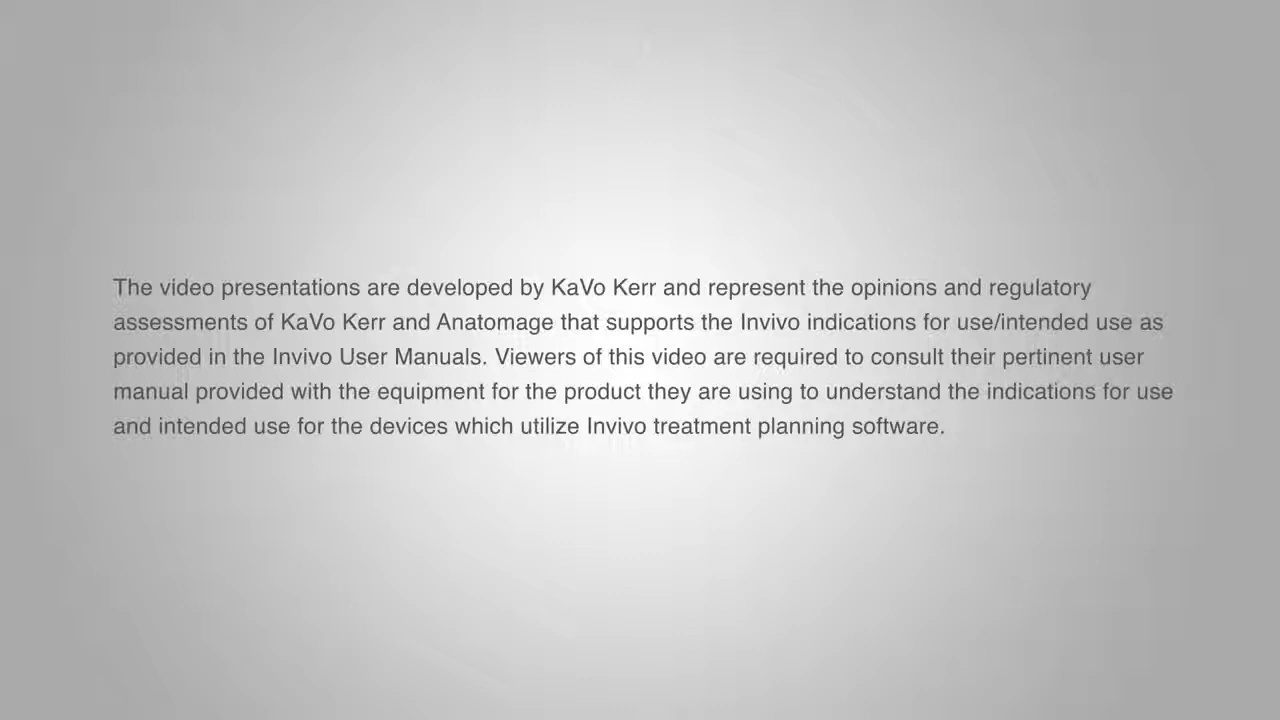 The video presentations are developed by KaVo Kerr and represent the opinions and regulatory
assessments of KaVo Kerr and Anatomage that supports the Invivo indications for use/intended use as
provided in the Invivo User Manuals. Viewers of this video are required to consult their pertinent user
manual provided with the equipment for the product they are using to understand the indications for use
and intended use for the devices which utilize Invivo treatment planning software.